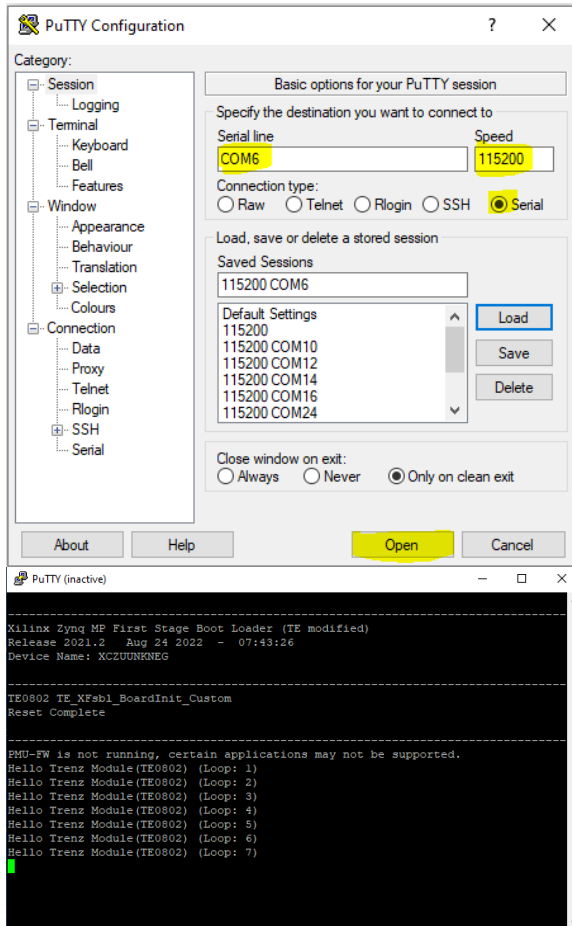 PuTTY Configuration
Category:
Session
Logging
Terminal
Keyboard
Bell
Features
Window
Appearance
Behaviour
Translation
Selection
Colours
Connection
Data
Proxy
Telnet
Rlogin
SSH
Serial
Basic options for your PuTTY session
Specify the destination you want to connect to
Serial line Speed
COM6 115200
Connection type:
Raw Telnet Rlogin SSH Serial
Load, save or delete a stored session
Saved Sessions
115200 COM6
Default Settings
115200
115200 COM10
115200 COM12
115200 COM14
115200 COM16
115200 COM24
Load
Save
Delete
Close window on exit:
Always Never Only on clean exit
About Help Open Cancel
PuTTY (inactive)
--------------------------------------------------------------------------------
Xilinx Zynq MP First Stage Boot Loader (TE modified)
Release 2021.2 Aug 24 2022 - 07:43:26
Device Name: XCZUUNKNEG
--------------------------------------------------------------------------------
TE0802 TE_XFsbl_BoardInit_Custom
Reset Complete
--------------------------------------------------------------------------------
PMU-FW is not running, certain applications may not be supported.
Hello Trenz Module(TE0802) (Loop: 1)
Hello Trenz Module(TE0802) (Loop: 2)
Hello Trenz Module(TE0802) (Loop: 3)
Hello Trenz Module(TE0802) (Loop: 4)
Hello Trenz Module(TE0802) (Loop: 5)
Hello Trenz Module(TE0802) (Loop: 6)
Hello Trenz Module(TE0802) (Loop: 7)